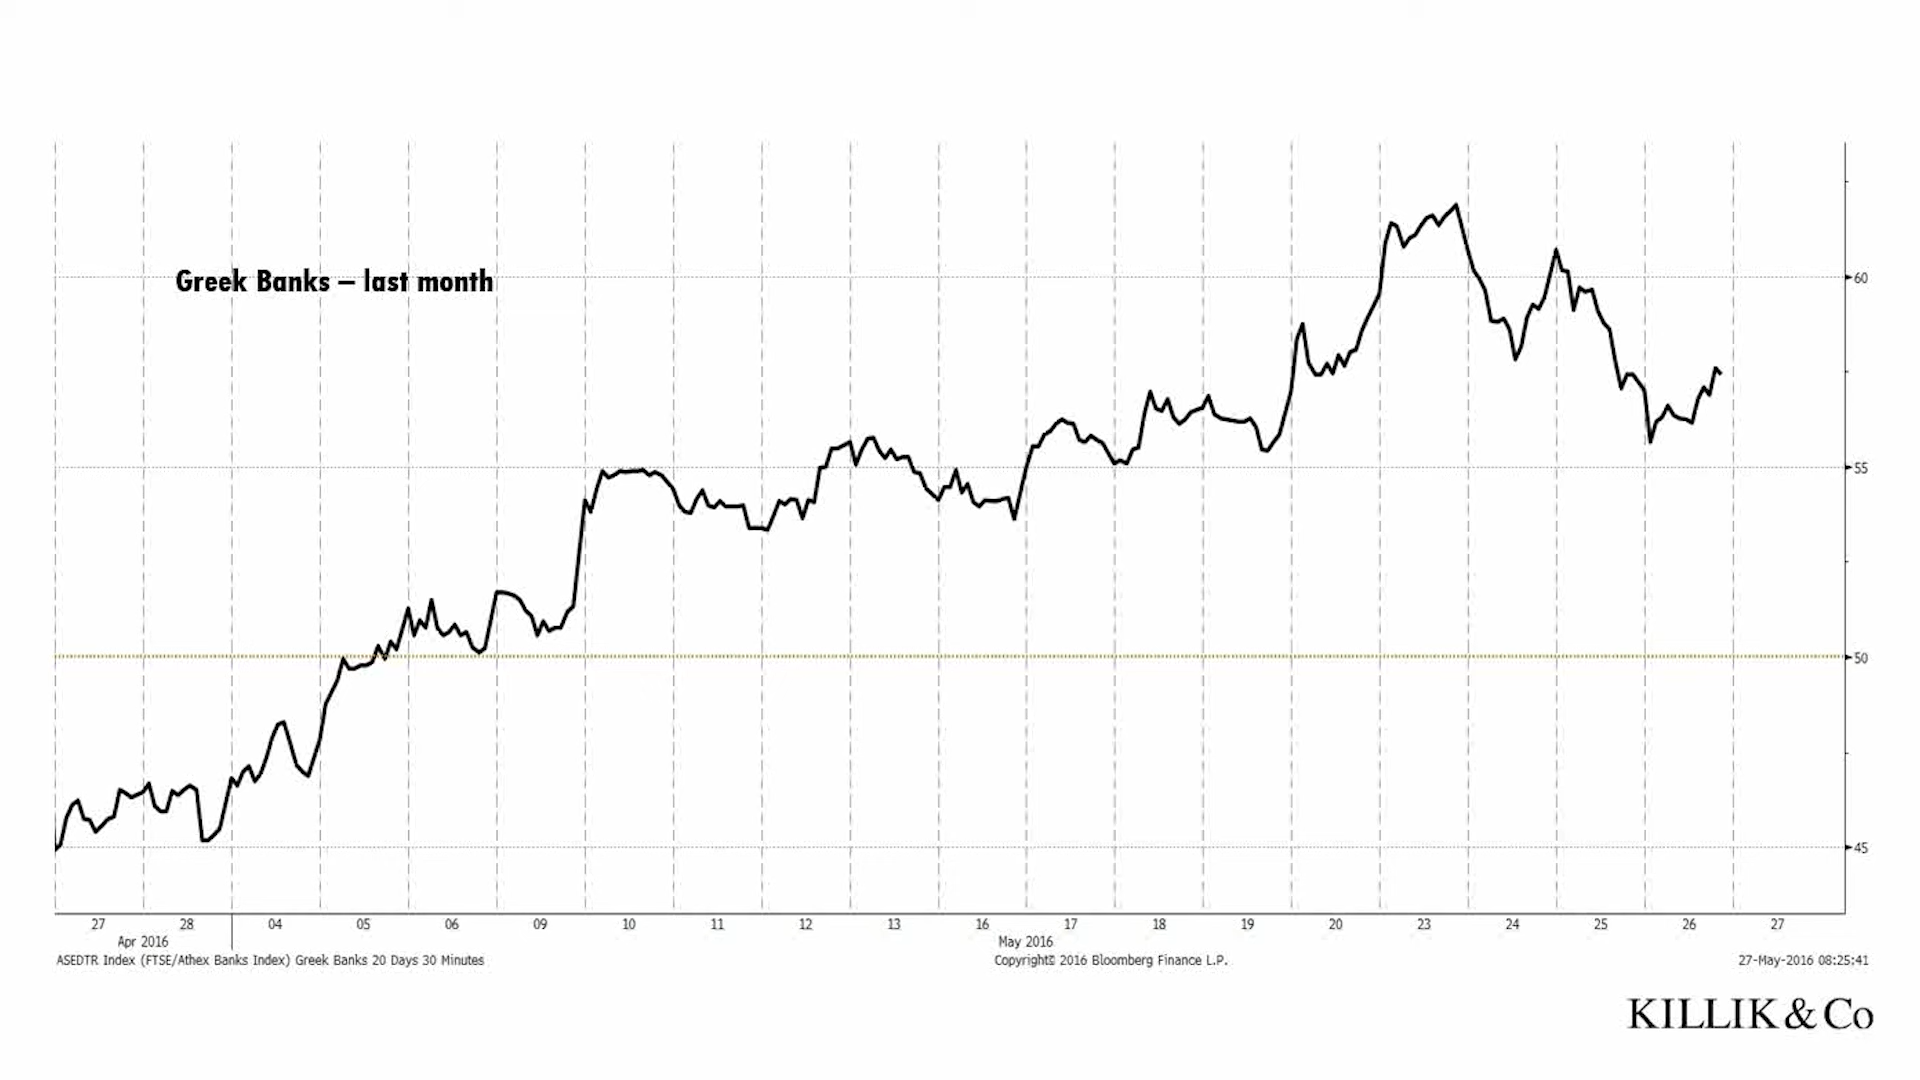 Greek Banks – last month
60
55
50
45
27 28 04 05 06 09 10 11 12 13 16 17 18 19 20 23 24 25 26 27
Apr 2016 May 2016
ASEDTR Index (FTSE/Athex Banks Index) Greek Banks 20 Days 30 Minutes Copyright© 2016 Bloomberg Finance L.P. 27-May-2016 08:25:41
KILLIK & Co